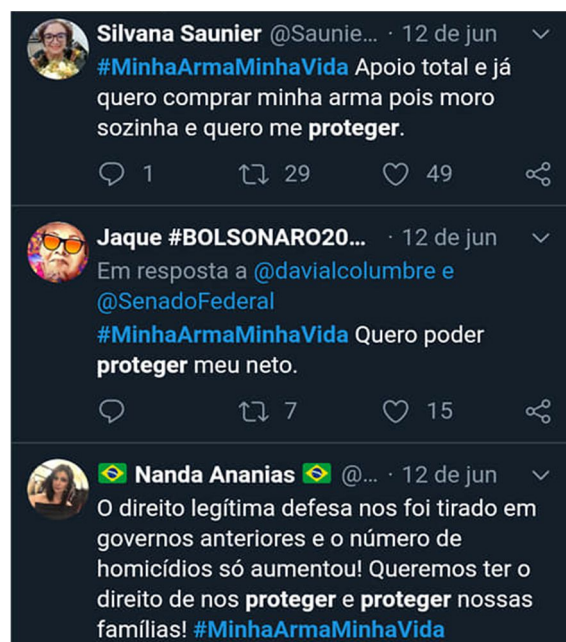 Silvana Saunier @Saunie... · 12 de jun
#MinhaArmaMinhaVida Apoio total e já
quero comprar minha arma pois moro
sozinha e quero me proteger.
1 29 49
Jaque #BOLSONARO20... · 12 de jun
Em resposta a @davialcolumbre e
@SenadoFederal
#MinhaArmaMinhaVida Quero poder
proteger meu neto.
7 15
Nanda Ananias @... · 12 de jun
O direito legítima defesa nos foi tirado em
governos anteriores e o número de
homicídios só aumentou! Queremos ter o
direito de nos proteger e proteger nossas
famílias! #MinhaArmaMinhaVida